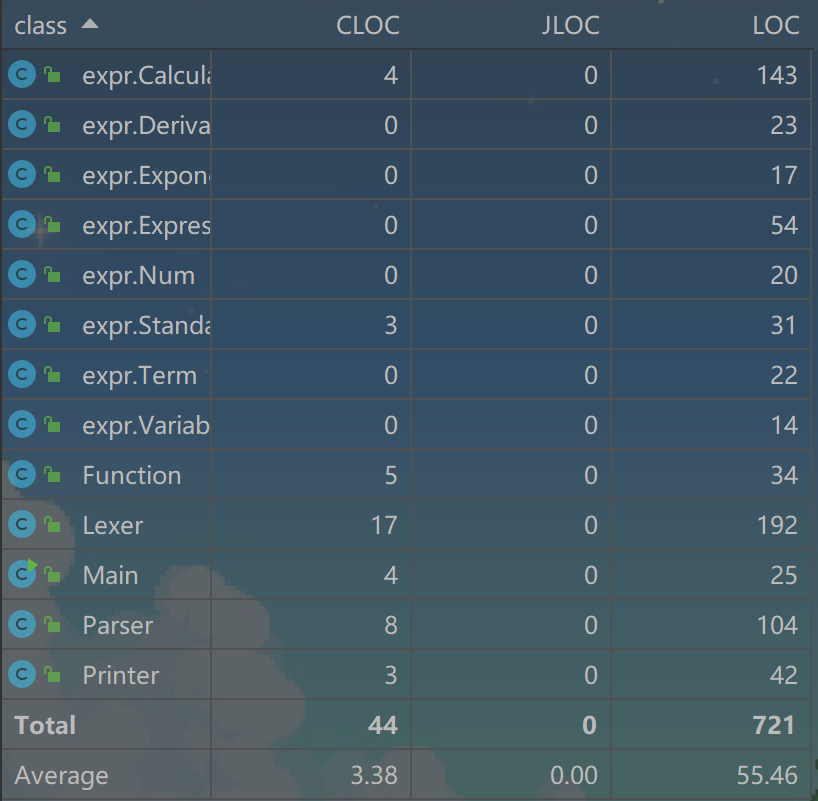 class CLOC JLOC LOC
C expr.Calcula 4 0 143
C expr.Deriva 0 0 23
C expr.Expon 0 0 17
C expr.Expres 0 0 54
C expr.Num 0 0 20
C expr.Standa 3 0 31
C expr.Term 0 0 22
C expr.Variab 0 0 14
C Function 5 0 34
C Lexer 17 0 192
C Main 4 0 25
C Parser 8 0 104
C Printer 3 0 42
Total 44 0 721
Average 3.38 0.00 55.46